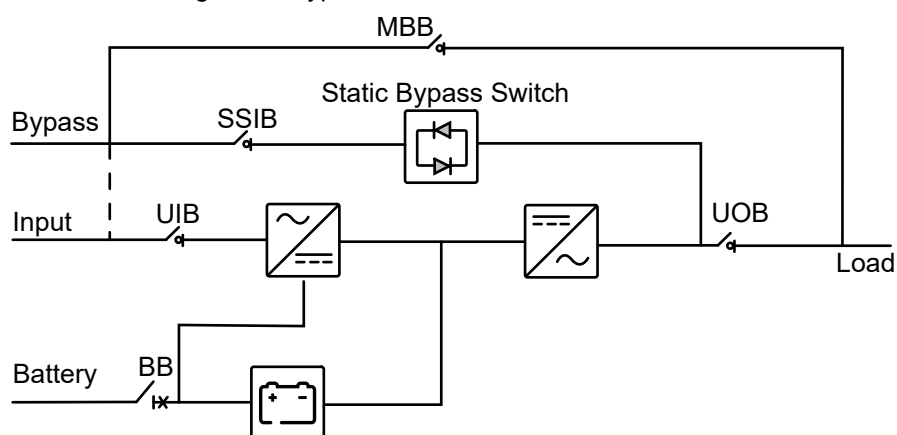 MBB
Static Bypass Switch
Bypass
SSIB
Input
UIB
UOB
Load
Battery
BB